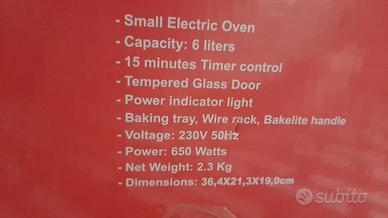 - Small Electric Oven
- Capacity: 6 liters
- 15 minutes Timer control
- Tempered Glass Door
- Power indicator light
- Baking tray, Wire rack, Bakelite handle
- Voltage: 230V 50Hz
- Power: 650 Watts
- Net Weight: 2.3 Kg
- Dimensions: 36,4X21,3X19,0cm
subito